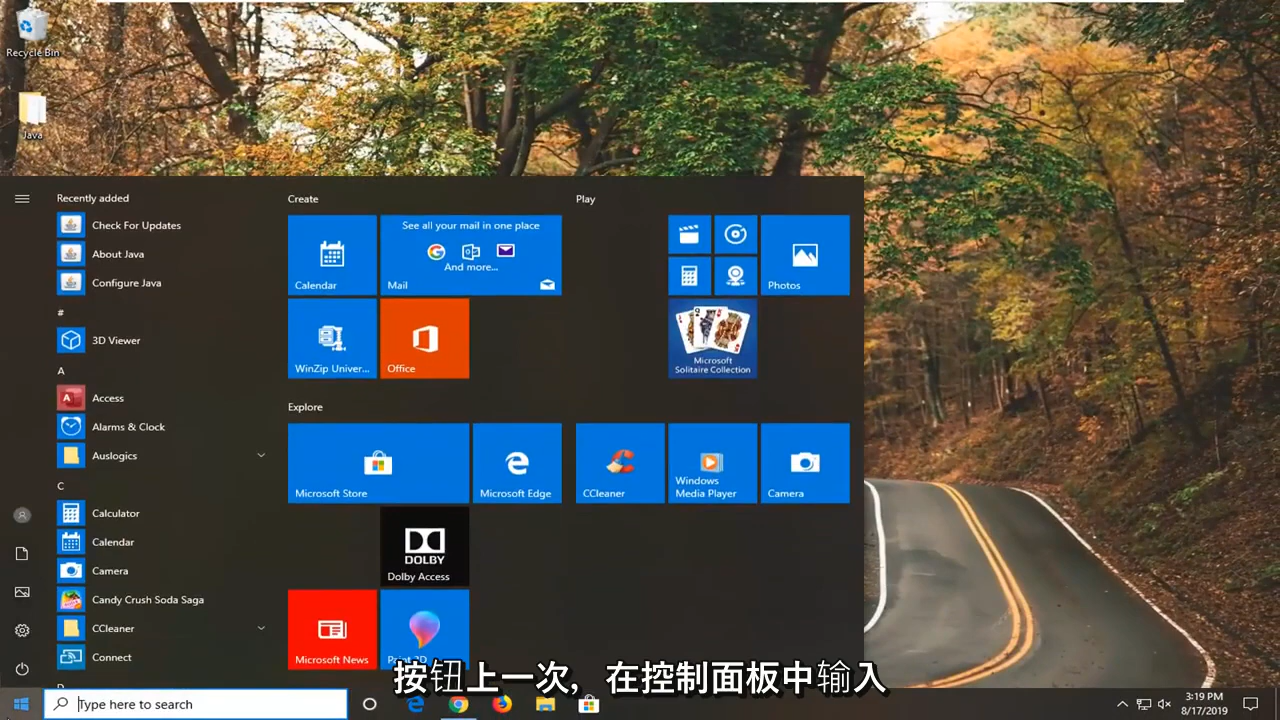 Recycle Bin
Java
Recently added
Check For Updates
About Java
Configure Java
#
3D Viewer
A
Access
Alarms & Clock
Auslogics
C
Calculator
Calendar
Camera
Candy Crush Soda Saga
CCleaner
Connect
Create
Calendar
See all your mail in one place
And more...
Mail
WinZip Univer...
Office
Explore
Microsoft Store
Microsoft Edge
DOLBY
Dolby Access
Microsoft News
Paint 3D
Play
Photos
Microsoft
Solitaire Collection
CCleaner
Windows
Media Player
Camera
按钮上一次, 在控制面板中输入
Type here to search
3:19 PM
8/17/2019